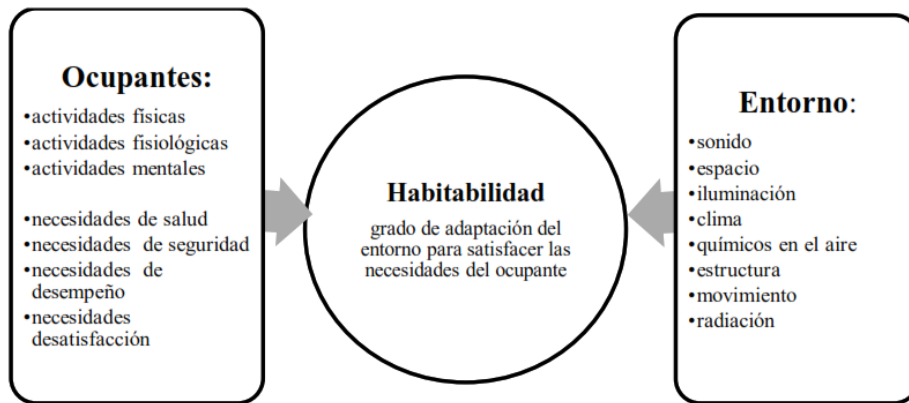 Ocupantes:
•actividades físicas
•actividades fisiológicas
•actividades mentales
•necesidades de salud
•necesidades de seguridad
•necesidades de
desempeño
•necesidades
desatisfacción
Habitabilidad
grado de adaptación del
entorno para satisfacer las
necesidades del ocupante
Entorno:
•sonido
•espacio
•iluminación
•clima
•químicos en el aire
•estructura
•movimiento
•radiación